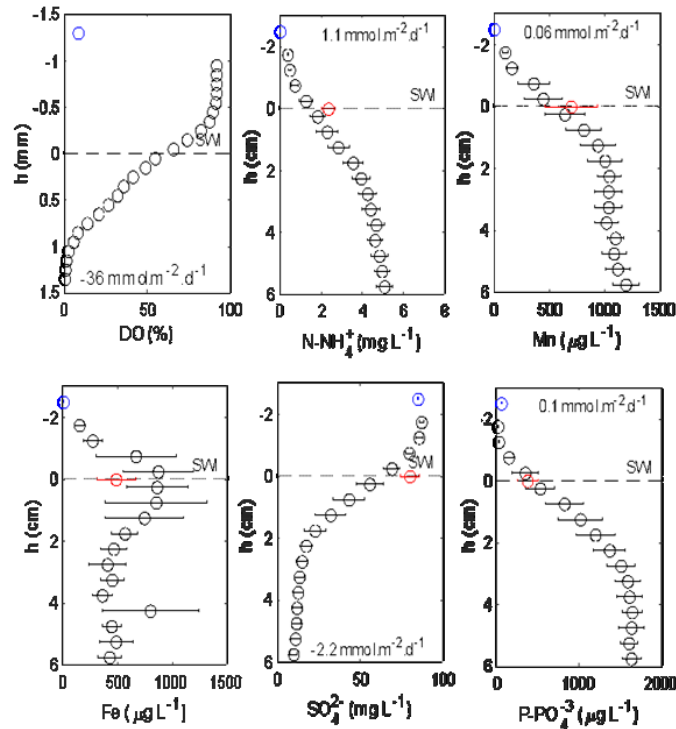 -1.5
-1
-0.5
0
0.5
1
1.5
h (mm)
SWI
-36 mmol.m-2.d-1
0 50 100
DO (%)
-2
0
2
4
6
h (cm)
1.1 mmol.m-2.d-1
SWI
0 2 4 6 8
N-NH4+ (mg L-1)
-2
0
2
4
6
h (cm)
0.06 mmol.m-2.d-1
SWI
0 500 1000 1500
Mn (μg L-1)
-2
0
2
4
6
h (cm)
SWI
0 500 1000 1500
Fe (μg L-1]
-2
0
2
4
6
h (cm)
SWI
-2.2 mmol.m-2.d-1
0 50 100
SO42- (mg L-1)
-2
0
2
4
6
h (cm)
0.1 mmol.m-2.d-1
SWI
0 1000 2000
P-PO4-3 (μg L-1)